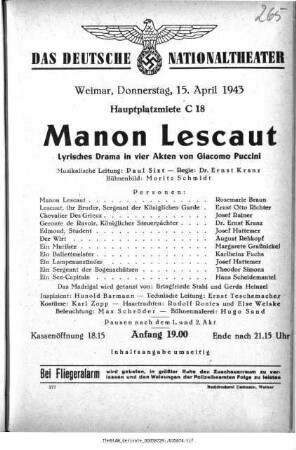 265
DAS DEUTSCHE NATIONALTHEATER
Weimar, Donnerstag, 15. April 1943
Hauptplatzmiete C 18
Manon Lescaut
Lyrisches Drama in vier Akten von Giacomo Puccini
Musikalische Leitung: Paul Sixt — Regie: Dr. Ernst Kranz
Bühnenbild: Moritz Schmidt
Personen:
Manon Lescaut Rosemarie Braun
Lescaut, ihr Bruder, Sergeant der Königlichen Garde Ernst Otto Richter
Chevalier Des Grieux Josef Rainer
Geronte de Ravoir, Königlicher Steuerpächter Dr. Ernst Kranz
Edmond, Student Josef Hattemer
Der Wirt August Rehkopf
Ein Musiker Margarete Graßnickel
Ein Ballettmeister Karlheinz Fuchs
Ein Lampenanzünder Josef Hattemer
Ein Sergeant der Bogenschützen Theodor Simons
Ein See-Capitän Hans Scheidemantel
Das Madrigal wird getanzt von: Bergfriede Stahl und Gerda Heinzel
Inspizient: Hunold Barmann — Technische Leitung: Ernst Teschemacher
Kostüme: Karl Zopp — Haartrachten: Rudolf Rontes und Else Welske
Beleuchtung: Max Schröder — Bühnenmalerei: Hugo Sand
Pausen nach dem 1. und 2. Akt
Kassenöffnung 18.15 Anfang 19.00 Ende nach 21.15 Uhr
Inhaltsangabe umseitig
Bei Fliegeralarm wird gebeten, in größter Ruhe den Zuschauerraum zu verlassen und den Weisungen der Polizeibeamten Folge zu leisten